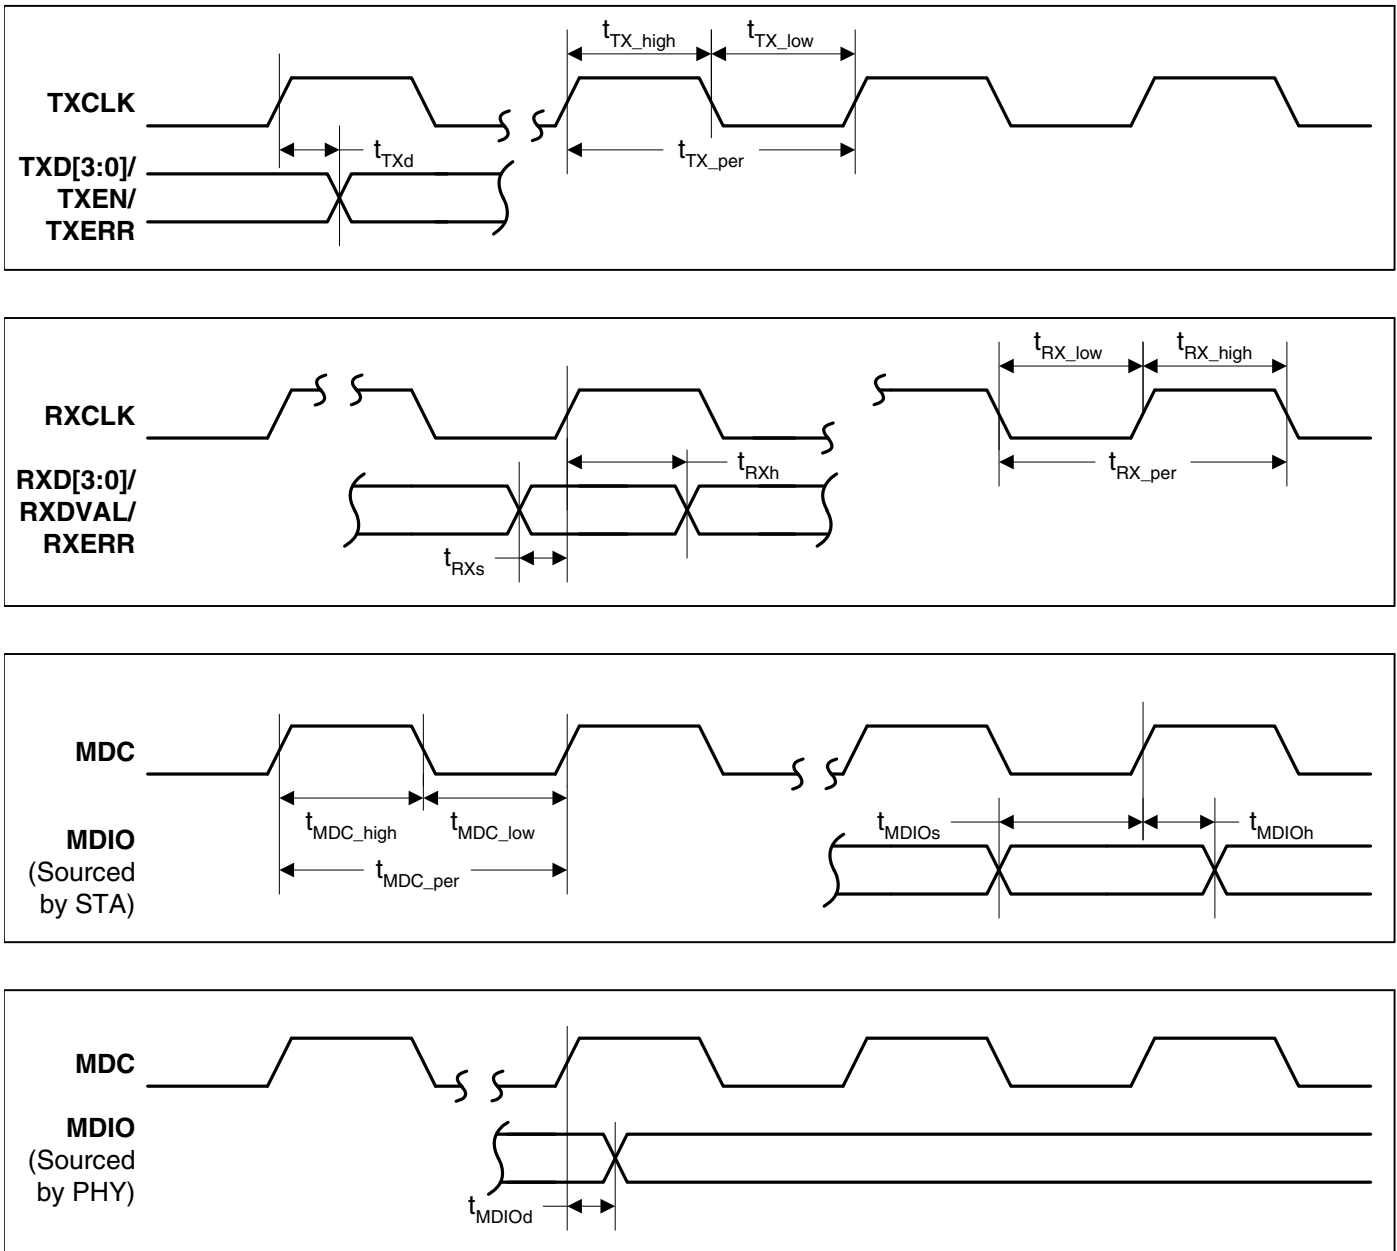 t_TX_high
t_TX_low
TXCLK
t_TXd
t_TX_per
TXD[3:0]/
TXEN/
TXERR
t_RX_low
t_RX_high
RXCLK
t_RXh
t_RX_per
RXD[3:0]/
RXDVAL/
RXERR
t_RXs
MDC
t_MDC_high
t_MDC_low
t_MDIOs
t_MDIOh
MDIO
(Sourced
by STA)
t_MDC_per
MDC
MDIO
(Sourced
by PHY)
t_MDIOd